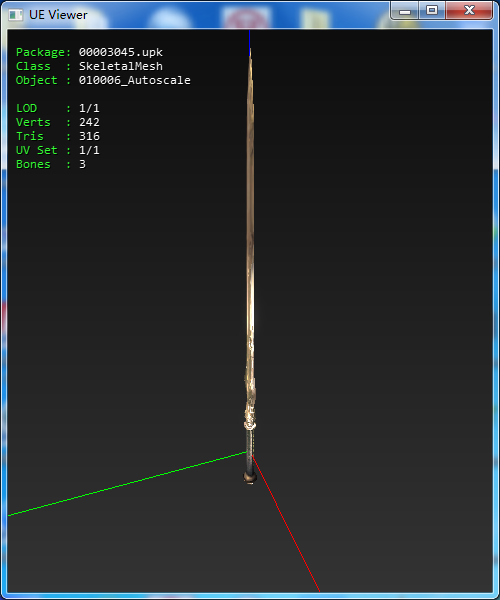 UE Viewer
Package: 00003045.upk
Class  : SkeletalMesh
Object : 010006_Autoscale
LOD    : 1/1
Verts  : 242
Tris   : 316
UV Set : 1/1
Bones  : 3